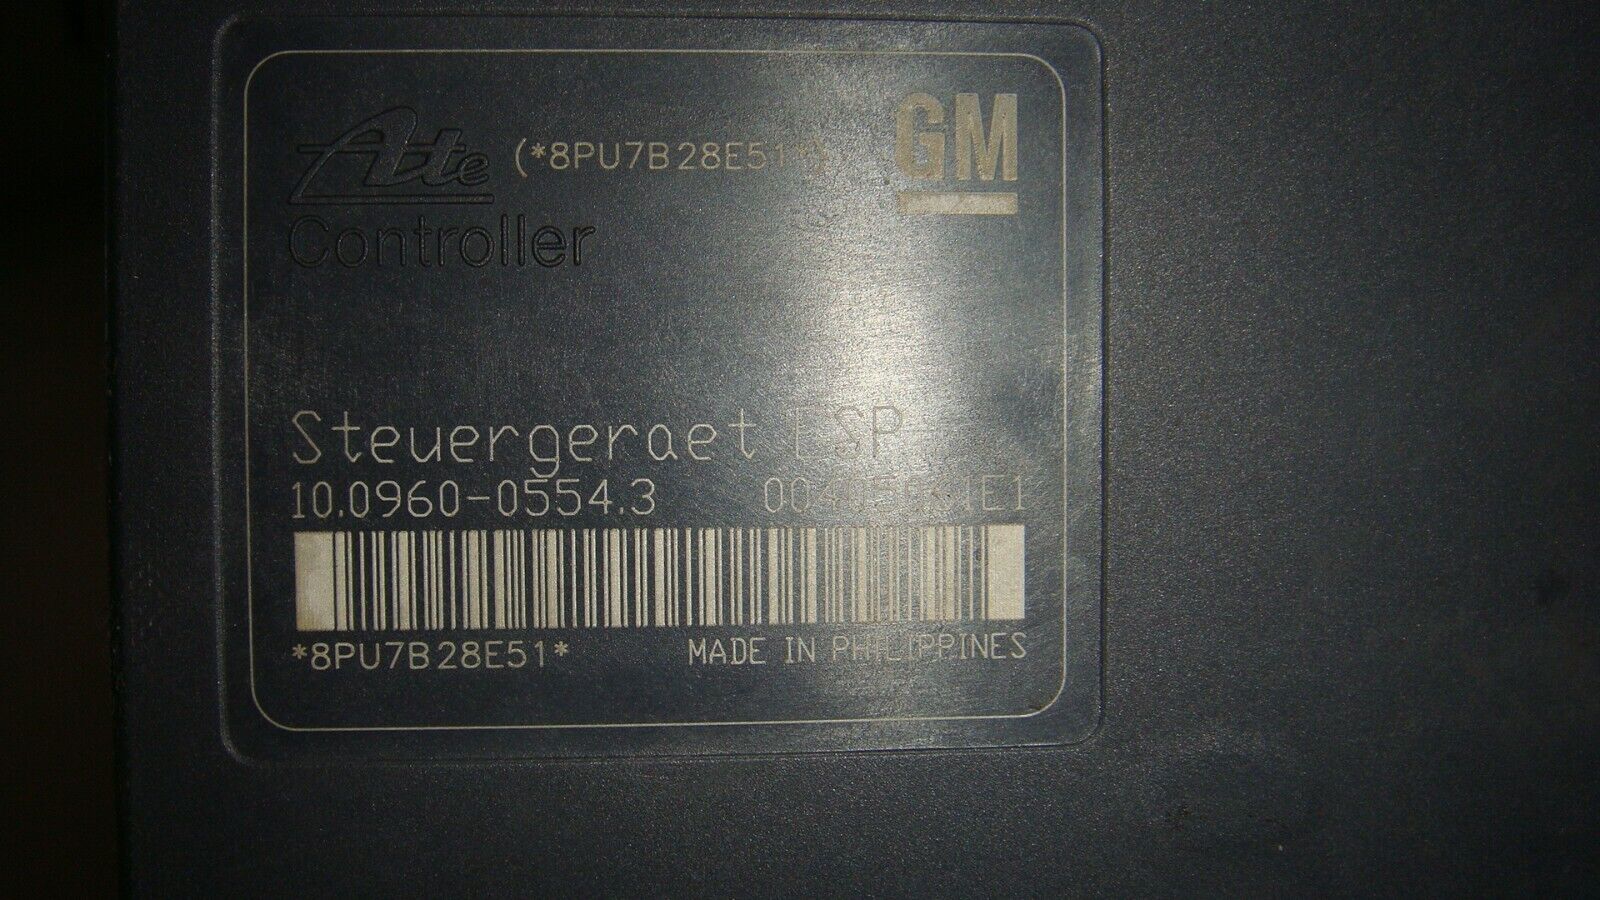 Ate (*8PU7B28E51*) GM
Controller
Steuergeraet ESP
10.0960-0554.3
*8PU7B28E51* MADE IN PHILIPPINES